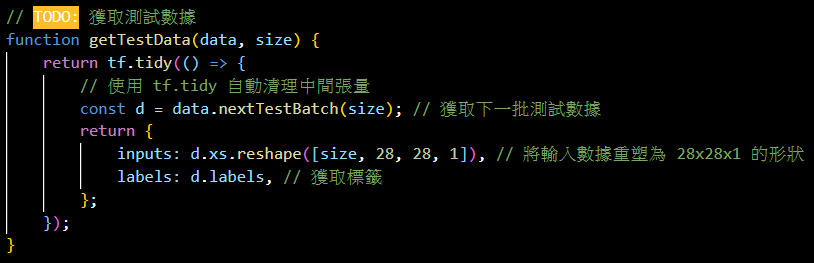 // TODO: 獲取測試數據
function getTestData(data, size) {
    return tf.tidy(() => {
        // 使用 tf.tidy 自動清理中間張量
        const d = data.nextTestBatch(size); // 獲取下一批測試數據
        return {
            inputs: d.xs.reshape([size, 28, 28, 1]), // 將輸入數據重塑為 28x28x1 的形狀
            labels: d.labels, // 獲取標籤
        };
    });
}